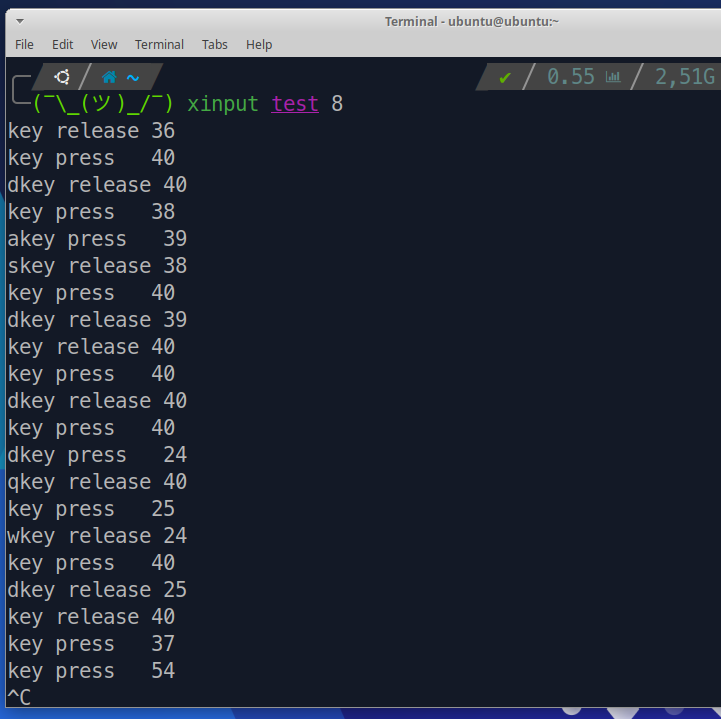 Terminal - ubuntu@ubuntu:~
File Edit View Terminal Tabs Help
~ ✔ 0.55 2,51G
(¯\_(ツ)_/¯) xinput test 8
key release 36
key press   40
dkey release 40
key press   38
akey press   39
skey release 38
key press   40
dkey release 39
key release 40
key press   40
dkey release 40
key press   40
dkey press   24
qkey release 40
key press   25
wkey release 24
key press   40
dkey release 25
key release 40
key press   37
key press   54
^C